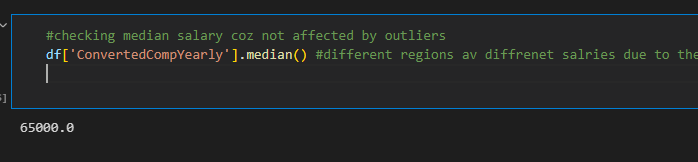 #checking median salary coz not affected by outliers
df['ConvertedCompYearly'].median() #different regions av diffrenet salries due to the
]
65000.0